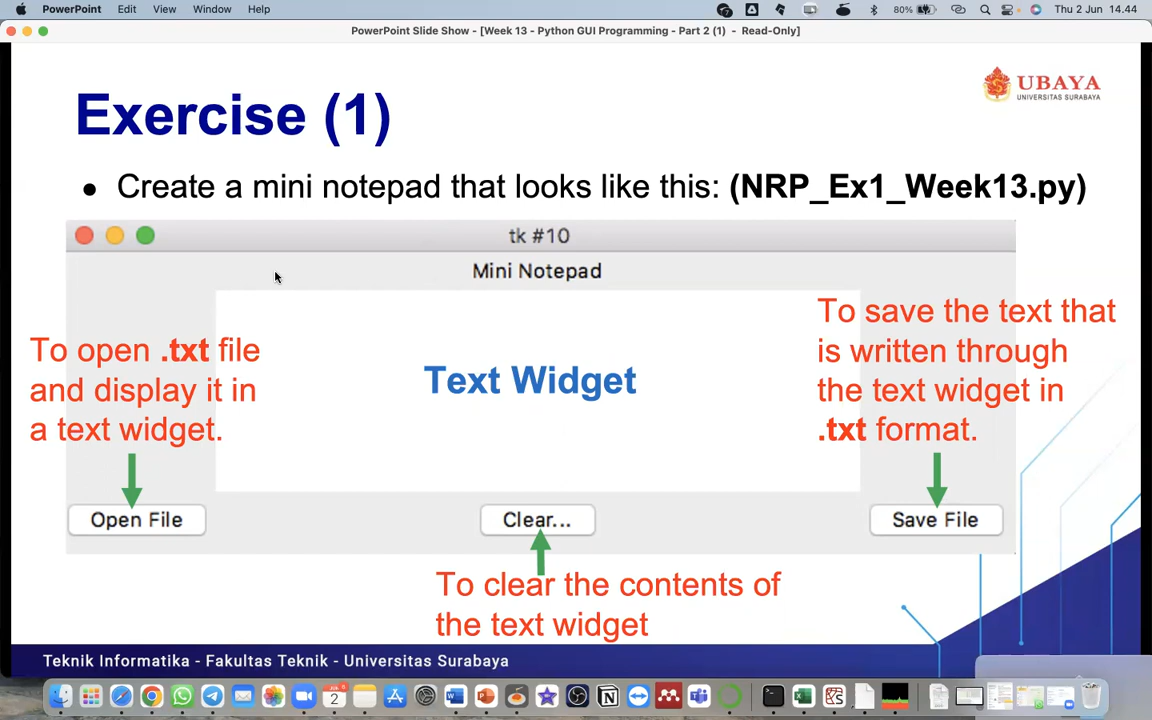 PowerPoint File Edit View Window Help 80% Thu 2 Jun 14.44
PowerPoint Slide Show - [Week 13 - Python GUI Programming - Part 2 (1) - Read-Only]
UBAYA
UNIVERSITAS SURABAYA
Exercise (1)
● Create a mini notepad that looks like this: (NRP_Ex1_Week13.py)
tk #10
Mini Notepad
To open .txt file
and display it in
a text widget.
Text Widget
To save the text that
is written through
the text widget in
.txt format.
Open File
Clear...
Save File
To clear the contents of
the text widget
Teknik Informatika - Fakultas Teknik - Universitas Surabaya